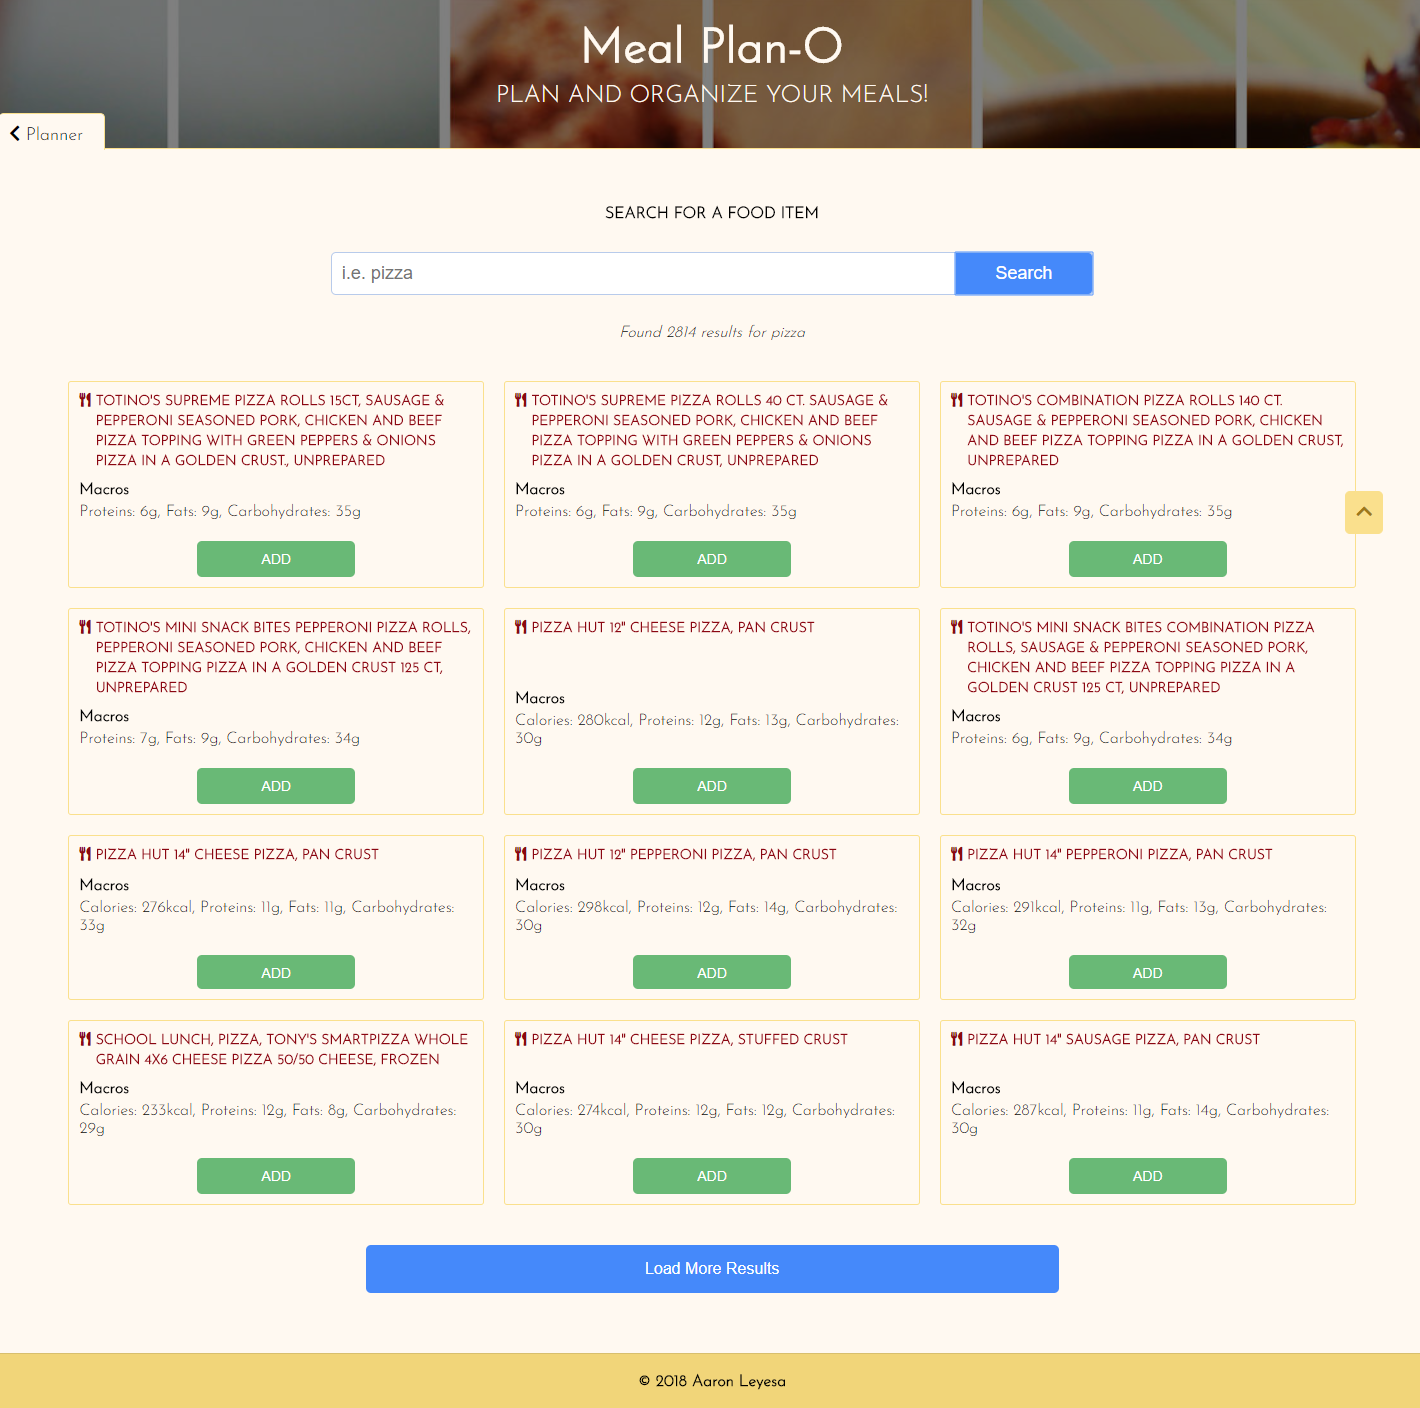 Meal Plan-O
PLAN AND ORGANIZE YOUR MEALS!
Planner
SEARCH FOR A FOOD ITEM
i.e. pizza
Search
Found 2814 results for pizza
TOTINO'S SUPREME PIZZA ROLLS 15CT, SAUSAGE &
PEPPERONI SEASONED PORK, CHICKEN AND BEEF
PIZZA TOPPING WITH GREEN PEPPERS & ONIONS
PIZZA IN A GOLDEN CRUST., UNPREPARED
Macros
Proteins: 6g, Fats: 9g, Carbohydrates: 35g
ADD
TOTINO'S SUPREME PIZZA ROLLS 40 CT. SAUSAGE &
PEPPERONI SEASONED PORK, CHICKEN AND BEEF
PIZZA TOPPING WITH GREEN PEPPERS & ONIONS
PIZZA IN A GOLDEN CRUST, UNPREPARED
Macros
Proteins: 6g, Fats: 9g, Carbohydrates: 35g
ADD
TOTINO'S COMBINATION PIZZA ROLLS 140 CT.
SAUSAGE & PEPPERONI SEASONED PORK, CHICKEN
AND BEEF PIZZA TOPPING PIZZA IN A GOLDEN CRUST,
UNPREPARED
Macros
Proteins: 6g, Fats: 9g, Carbohydrates: 35g
ADD
TOTINO'S MINI SNACK BITES PEPPERONI PIZZA ROLLS,
PEPPERONI SEASONED PORK, CHICKEN AND BEEF
PIZZA TOPPING PIZZA IN A GOLDEN CRUST 125 CT,
UNPREPARED
Macros
Proteins: 7g, Fats: 9g, Carbohydrates: 34g
ADD
PIZZA HUT 12" CHEESE PIZZA, PAN CRUST
Macros
Calories: 280kcal, Proteins: 12g, Fats: 13g, Carbohydrates:
30g
ADD
TOTINO'S MINI SNACK BITES COMBINATION PIZZA
ROLLS, SAUSAGE & PEPPERONI SEASONED PORK,
CHICKEN AND BEEF PIZZA TOPPING PIZZA IN A
GOLDEN CRUST 125 CT, UNPREPARED
Macros
Proteins: 6g, Fats: 9g, Carbohydrates: 34g
ADD
PIZZA HUT 14" CHEESE PIZZA, PAN CRUST
Macros
Calories: 276kcal, Proteins: 11g, Fats: 11g, Carbohydrates:
33g
ADD
PIZZA HUT 12" PEPPERONI PIZZA, PAN CRUST
Macros
Calories: 298kcal, Proteins: 12g, Fats: 14g, Carbohydrates:
30g
ADD
PIZZA HUT 14" PEPPERONI PIZZA, PAN CRUST
Macros
Calories: 291kcal, Proteins: 11g, Fats: 13g, Carbohydrates:
32g
ADD
SCHOOL LUNCH, PIZZA, TONY'S SMARTPIZZA WHOLE
GRAIN 4X6 CHEESE PIZZA 50/50 CHEESE, FROZEN
Macros
Calories: 233kcal, Proteins: 12g, Fats: 8g, Carbohydrates:
29g
ADD
PIZZA HUT 14" CHEESE PIZZA, STUFFED CRUST
Macros
Calories: 274kcal, Proteins: 12g, Fats: 12g, Carbohydrates:
30g
ADD
PIZZA HUT 14" SAUSAGE PIZZA, PAN CRUST
Macros
Calories: 287kcal, Proteins: 11g, Fats: 14g, Carbohydrates:
30g
ADD
Load More Results
© 2018 Aaron Leyesa